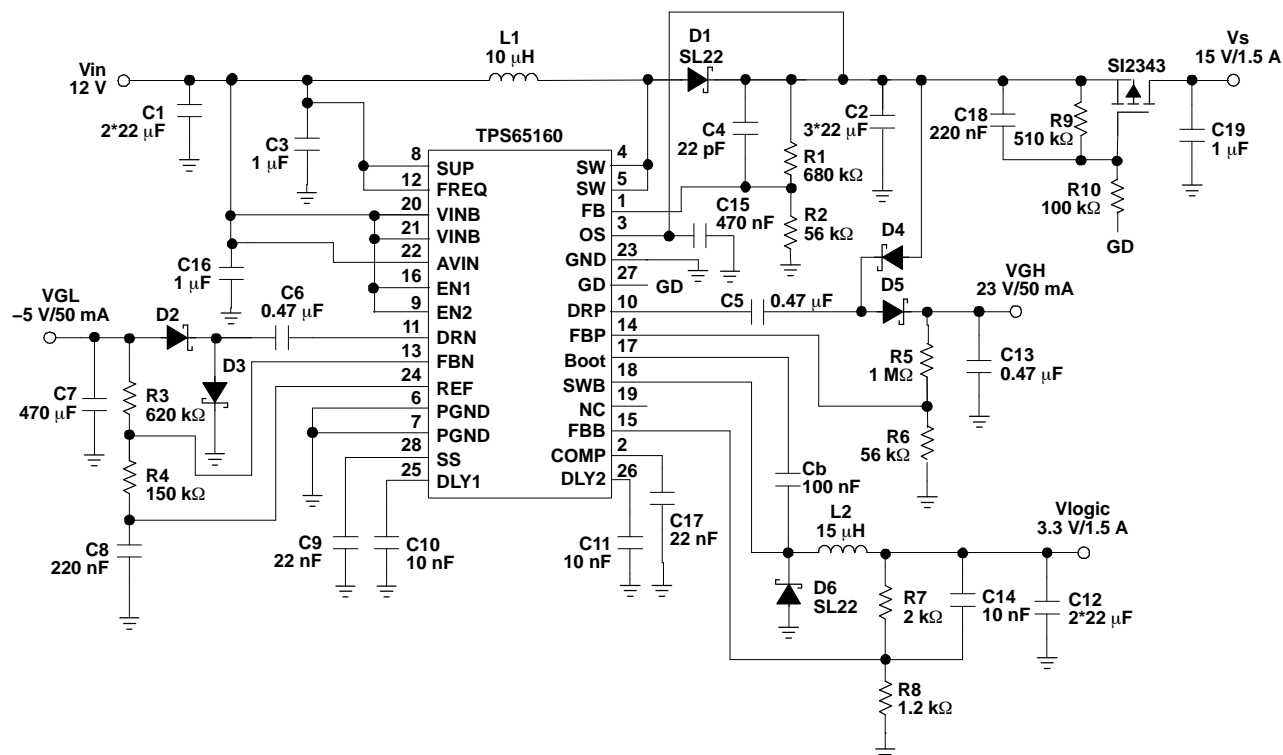 Vin
12 V
C1
2*22 µF
L1
10 µH
D1
SL22
C3
1 µF
C4
22 pF
R1
680 kΩ
C2
3*22 µF
C18
220 nF
R9
510 kΩ
SI2343
Vs
15 V/1.5 A
C19
1 µF
R10
100 kΩ
GD
TPS65160
8
SUP
12
FREQ
20
VINB
21
VINB
22
AVIN
16
EN1
9
EN2
11
DRN
13
FBN
24
REF
6
PGND
7
PGND
28
SS
25
DLY1
4
SW
5
SW
1
FB
3
OS
23
GND
27
GD
10
DRP
14
FBP
17
Boot
18
SWB
19
NC
15
FBB
2
COMP
26
DLY2
GD
C15
470 nF
R2
56 kΩ
D4
D5
C5
0.47 µF
VGH
23 V/50 mA
R5
1 MΩ
C13
0.47 µF
R6
56 kΩ
C16
1 µF
VGL
−5 V/50 mA
D2
C6
0.47 µF
D3
C7
470 µF
R3
620 kΩ
R4
150 kΩ
C8
220 nF
C9
22 nF
C10
10 nF
C11
10 nF
C17
22 nF
Cb
100 nF
L2
15 µH
Vlogic
3.3 V/1.5 A
D6
SL22
R7
2 kΩ
C14
10 nF
C12
2*22 µF
R8
1.2 kΩ